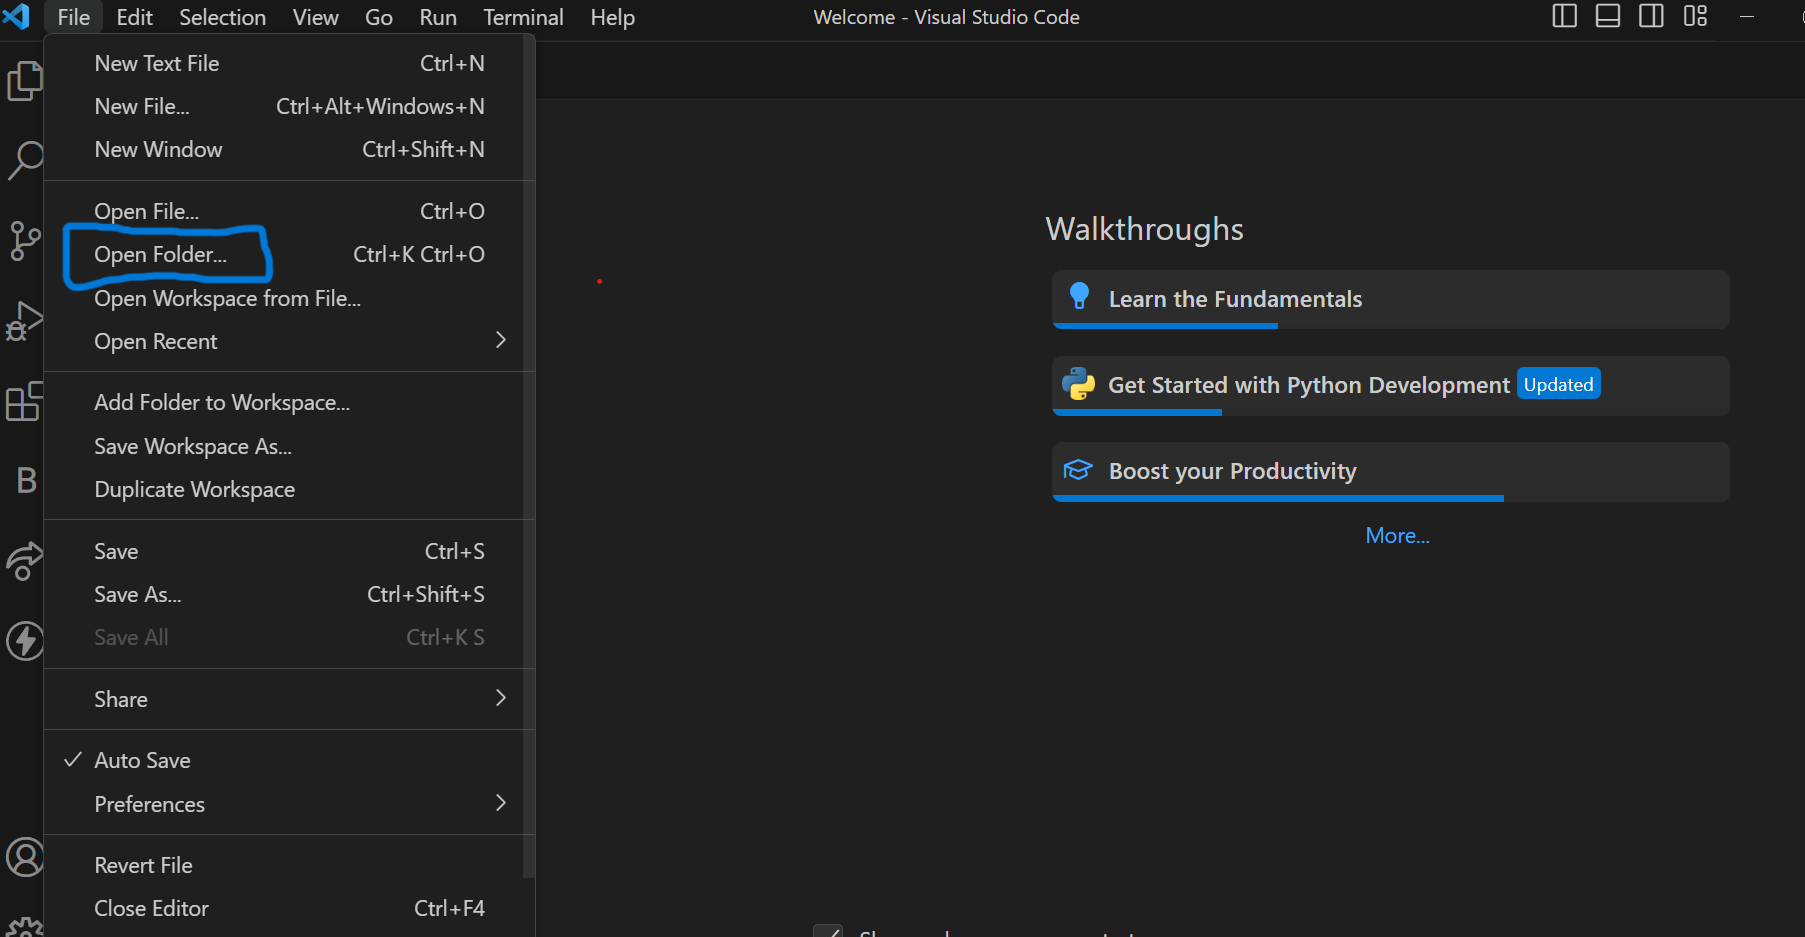 File Edit Selection View Go Run Terminal Help Welcome - Visual Studio Code
New Text File Ctrl+N
New File... Ctrl+Alt+Windows+N
New Window Ctrl+Shift+N
Open File... Ctrl+O
Open Folder... Ctrl+K Ctrl+O
Open Workspace from File...
Open Recent
Add Folder to Workspace...
Save Workspace As...
Duplicate Workspace
Save Ctrl+S
Save As... Ctrl+Shift+S
Save All Ctrl+K S
Share
Auto Save
Preferences
Revert File
Close Editor Ctrl+F4
B
Walkthroughs
Learn the Fundamentals
Get Started with Python Development Updated
Boost your Productivity
More...